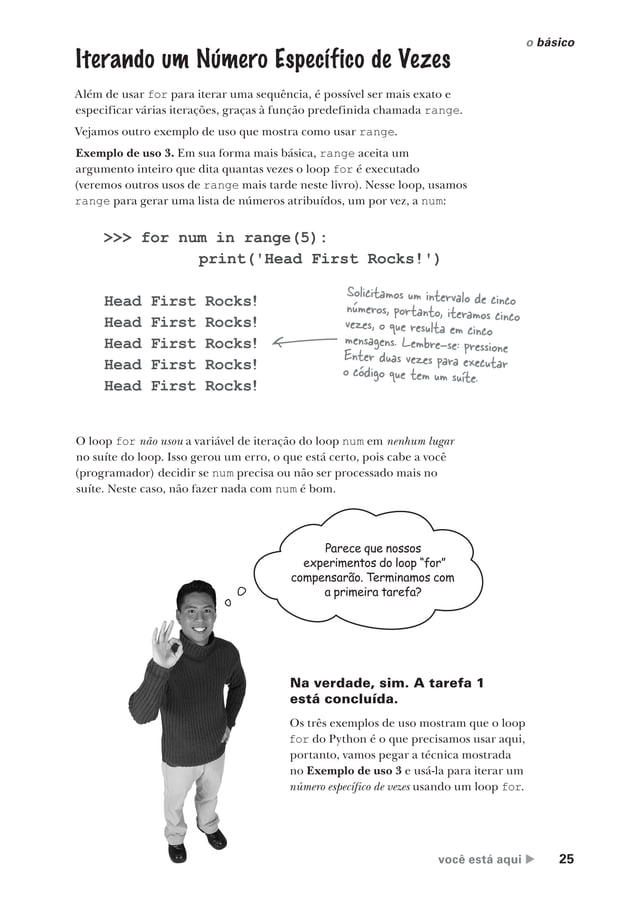 o básico
Iterando um Número Específico de Vezes
Além de usar for para iterar uma sequência, é possível ser mais exato e
especificar várias iterações, graças à função predefinida chamada range.
Vejamos outro exemplo de uso que mostra como usar range.
Exemplo de uso 3. Em sua forma mais básica, range aceita um
argumento inteiro que dita quantas vezes o loop for é executado
(veremos outros usos de range mais tarde neste livro). Nesse loop, usamos
range para gerar uma lista de números atribuídos, um por vez, a num:
>>> for num in range(5):
print('Head First Rocks!')
Head First Rocks!
Head First Rocks!
Head First Rocks!
Head First Rocks!
Head First Rocks!
Solicitamos um intervalo de cinco
números, portanto, iteramos cinco
vezes, o que resulta em cinco
mensagens. Lembre-se: pressione
Enter duas vezes para executar
o código que tem um suíte.
O loop for não usou a variável de iteração do loop num em nenhum lugar
no suíte do loop. Isso gerou um erro, o que está certo, pois cabe a você
(programador) decidir se num precisa ou não ser processado mais no
suíte. Neste caso, não fazer nada com num é bom.
Parece que nossos
experimentos do loop “for”
compensarão. Terminamos com
a primeira tarefa?
Na verdade, sim. A tarefa 1
está concluída.
Os três exemplos de uso mostram que o loop
for do Python é o que precisamos usar aqui,
portanto, vamos pegar a técnica mostrada
no Exemplo de uso 3 e usá-la para iterar um
número específico de vezes usando um loop for.
você está aqui ▶ 25